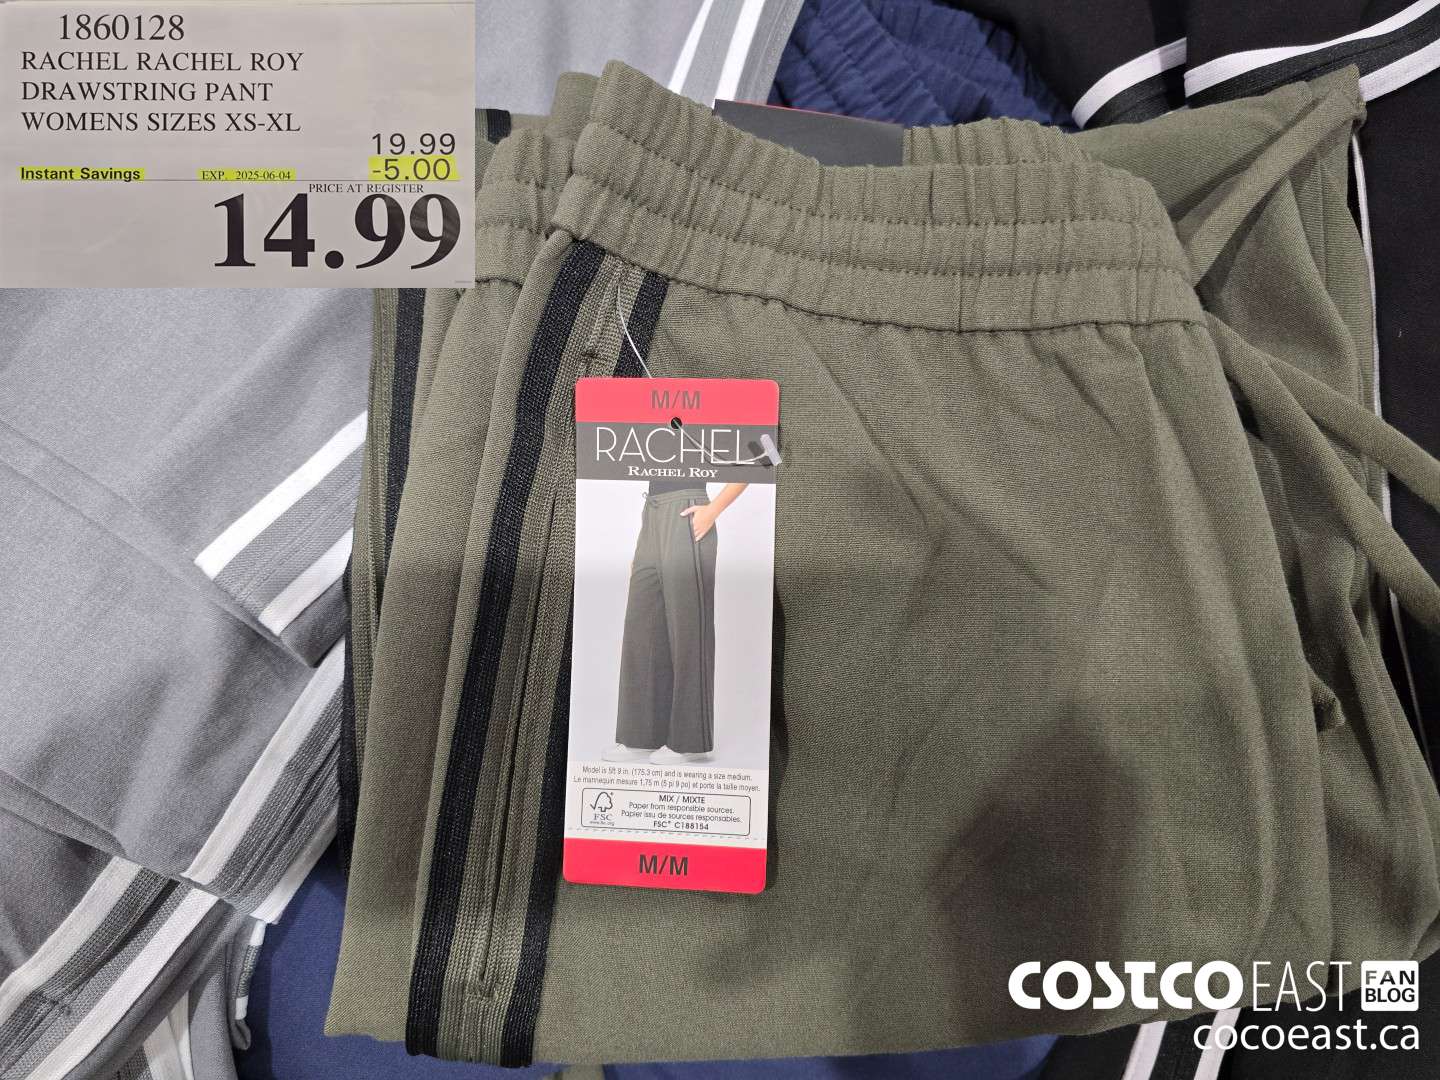 1860128
RACHEL RACHEL ROY
DRAWSTRING PANT
WOMENS SIZES XS-XL
19.99
Instant Savings EXP. 2025-06-04 -5.00
PRICE AT REGISTER
14.99
M/M
RACHEL
RACHEL ROY
Model is 5ft 9 in. (175.3 cm) and is wearing a size medium.
Le mannequin mesure 1,75 m (5 pi 9 po) et porte la taille moyen.
MIX / MIXTE
Paper from responsible sources.
Papier issu de sources responsables.
FSC® C188154
FSC
www.fsc.org
M/M
COSTCO EAST FAN BLOG
cocoeast.ca